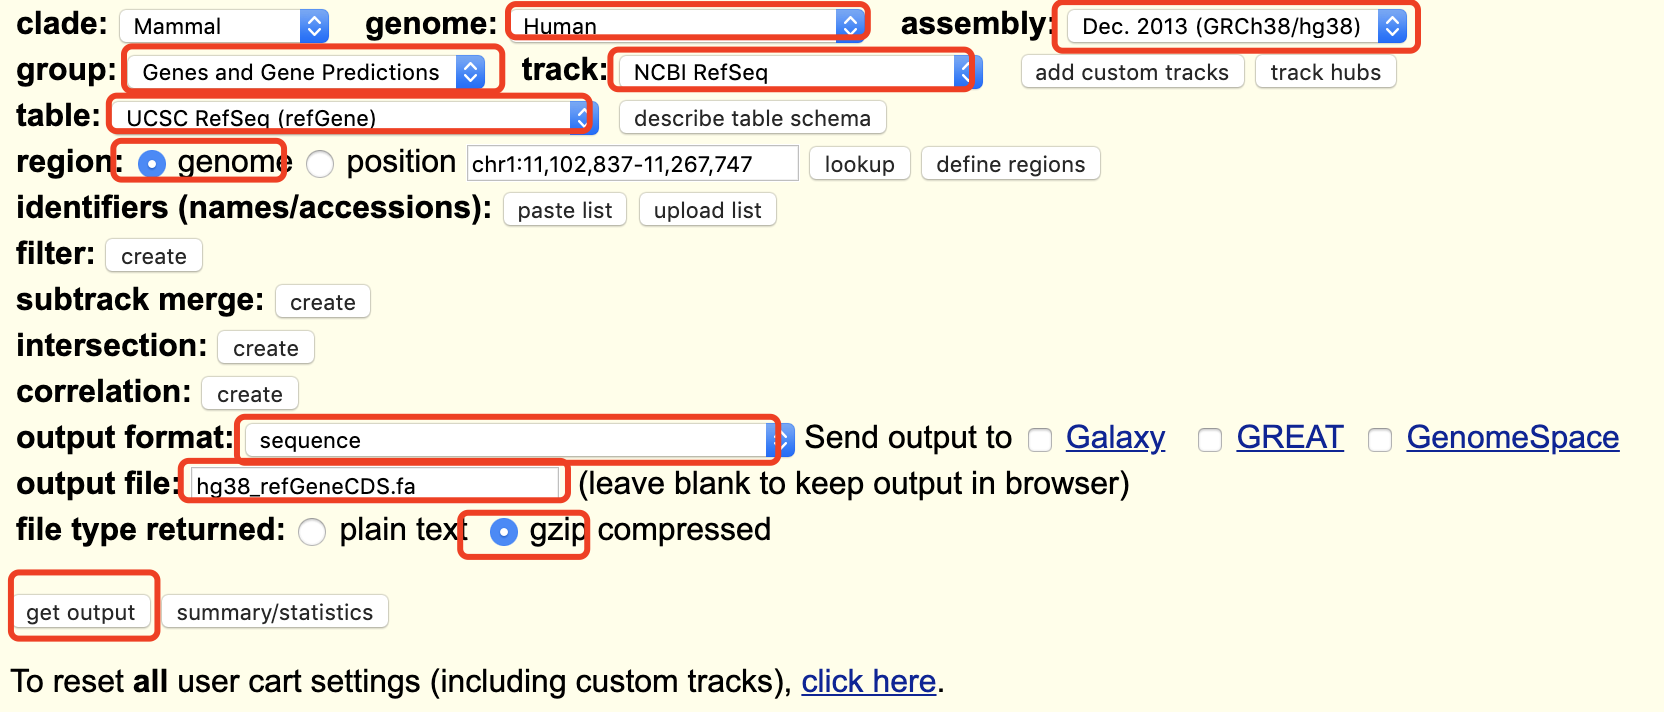 clade: Mammal genome: Human assembly: Dec. 2013 (GRCh38/hg38)
group: Genes and Gene Predictions track: NCBI RefSeq add custom tracks track hubs
table: UCSC RefSeq (refGene) describe table schema
region: genome position chr1:11,102,837-11,267,747 lookup define regions
identifiers (names/accessions): paste list upload list
filter: create
subtrack merge: create
intersection: create
correlation: create
output format: sequence Send output to Galaxy GREAT GenomeSpace
output file: hg38_refGeneCDS.fa (leave blank to keep output in browser)
file type returned: plain text gzip compressed
get output summary/statistics
To reset all user cart settings (including custom tracks), click here.